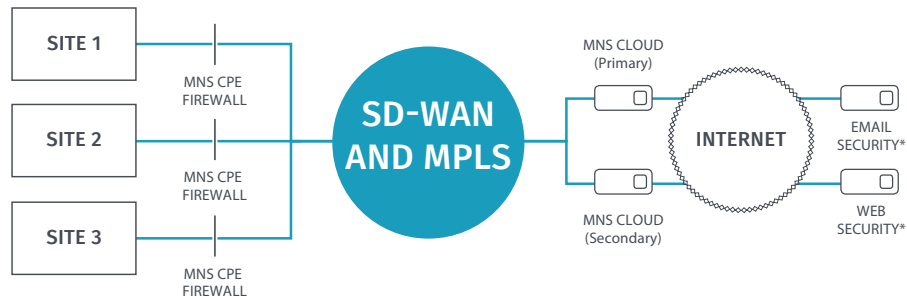 SITE 1
MNS CPE
FIREWALL
SITE 2
MNS CPE
FIREWALL
SITE 3
MNS CPE
FIREWALL
SD-WAN
AND MPLS
MNS CLOUD
(Primary)
MNS CLOUD
(Secondary)
INTERNET
EMAIL
SECURITY*
WEB
SECURITY*